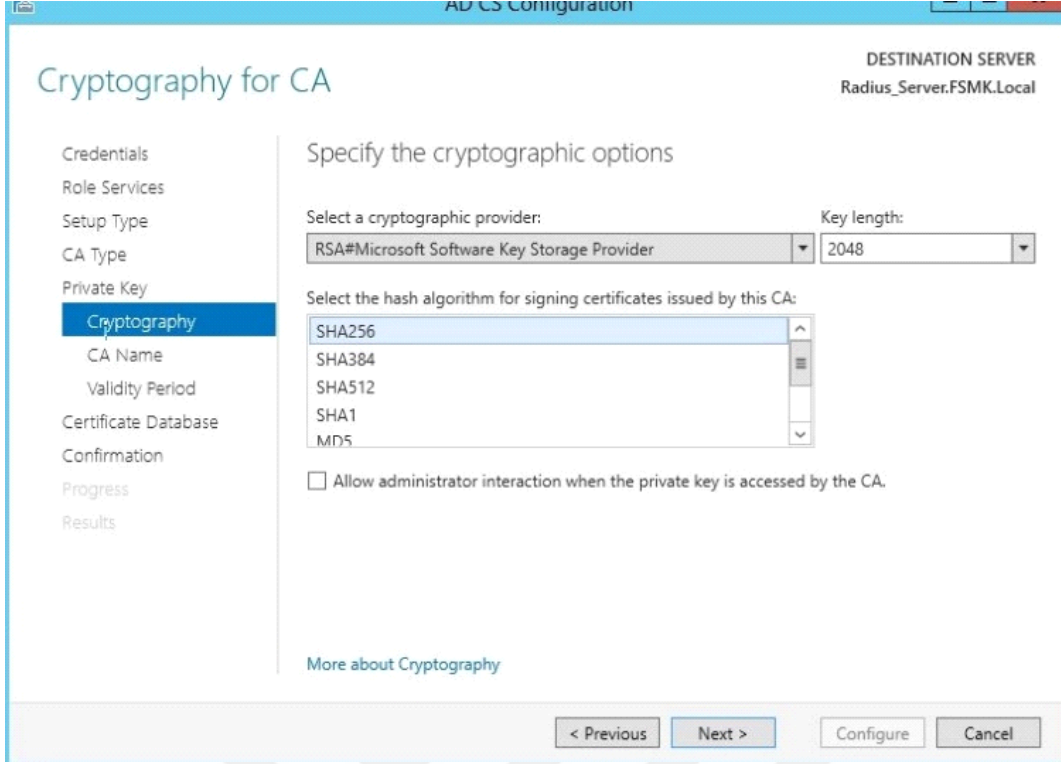 AD CS Configuration
DESTINATION SERVER
Radius_Server.FSMK.Local
Cryptography for CA
Credentials
Role Services
Setup Type
CA Type
Private Key
Cryptography
CA Name
Validity Period
Certificate Database
Confirmation
Progress
Results
Specify the cryptographic options
Select a cryptographic provider:
Key length:
RSA#Microsoft Software Key Storage Provider
2048
Select the hash algorithm for signing certificates issued by this CA:
SHA256
SHA384
SHA512
SHA1
MD5
Allow administrator interaction when the private key is accessed by the CA.
More about Cryptography
< Previous
Next >
Configure
Cancel